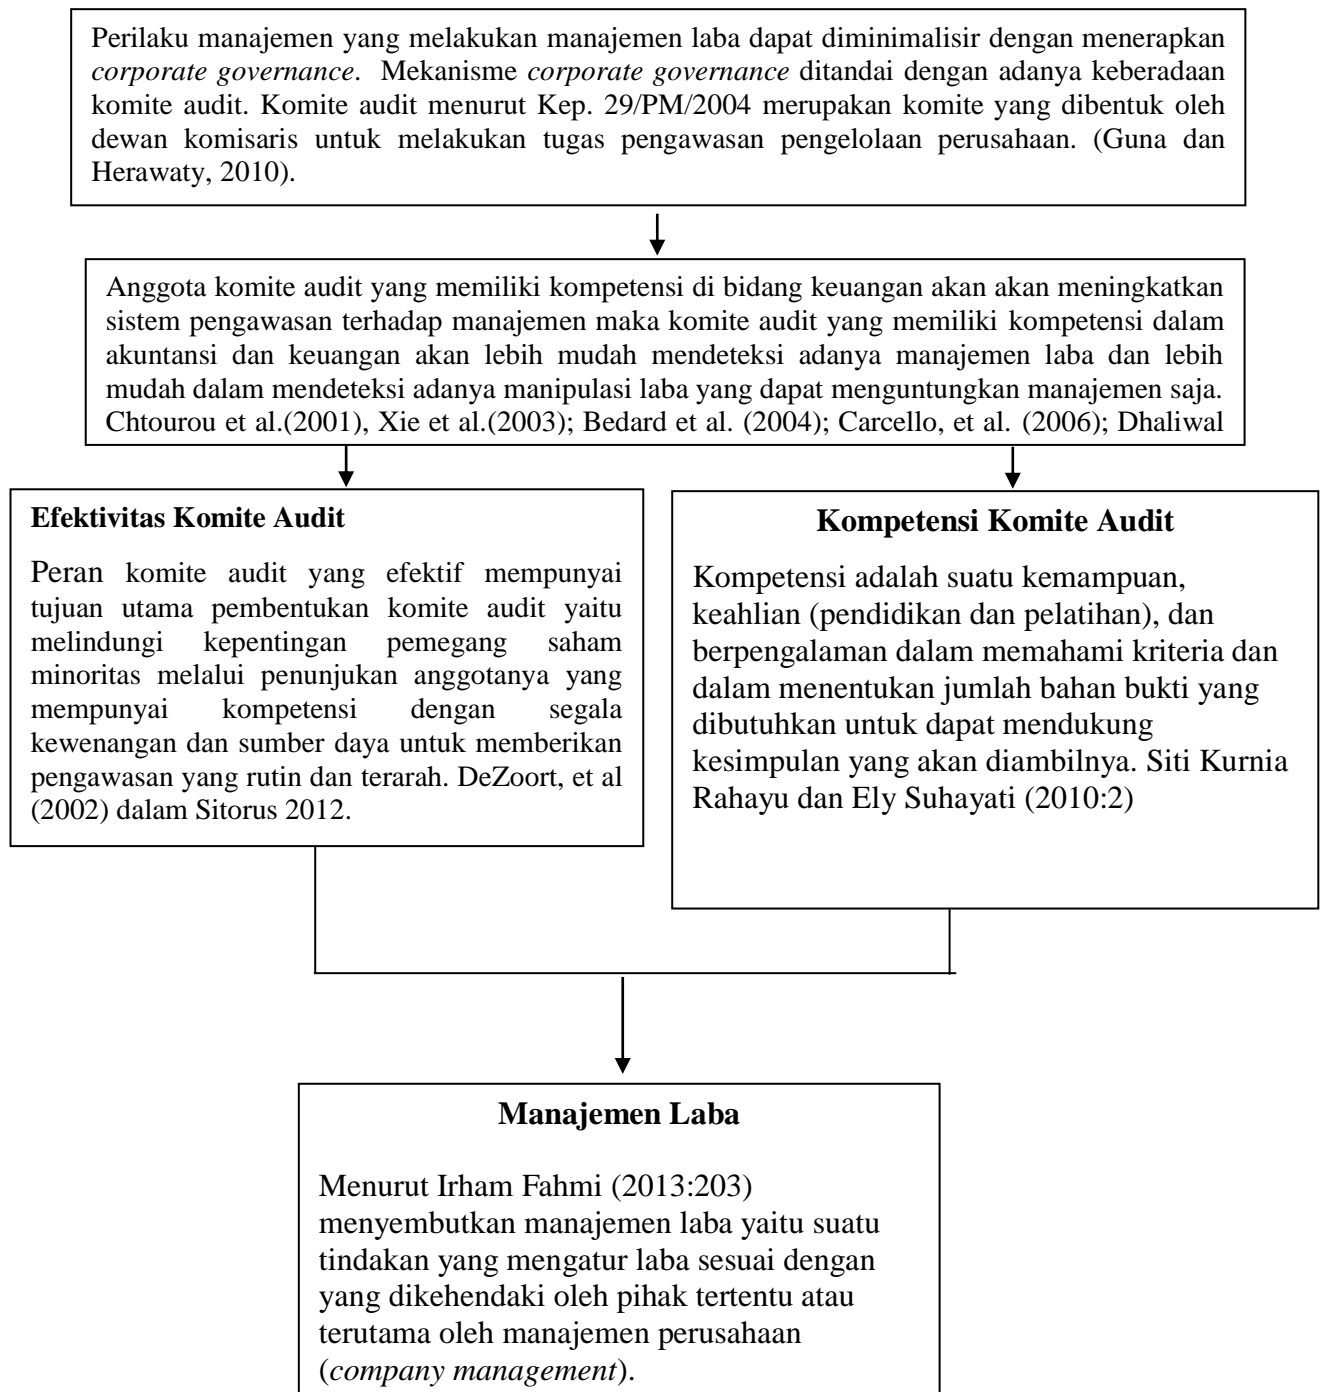 Perilaku manajemen yang melakukan manajemen laba dapat diminimalisir dengan menerapkan
corporate governance. Mekanisme corporate governance ditandai dengan adanya keberadaan
komite audit. Komite audit menurut Kep. 29/PM/2004 merupakan komite yang dibentuk oleh
dewan komisaris untuk melakukan tugas pengawasan pengelolaan perusahaan. (Guna dan
Herawaty, 2010).
Anggota komite audit yang memiliki kompetensi di bidang keuangan akan akan meningkatkan
sistem pengawasan terhadap manajemen maka komite audit yang memiliki kompetensi dalam
akuntansi dan keuangan akan lebih mudah mendeteksi adanya manajemen laba dan lebih
mudah dalam mendeteksi adanya manipulasi laba yang dapat menguntungkan manajemen saja.
Chtourou et al.(2001), Xie et al.(2003); Bedard et al. (2004); Carcello, et al. (2006); Dhaliwal
Efektivitas Komite Audit
Peran komite audit yang efektif mempunyai
tujuan utama pembentukan komite audit yaitu
melindungi kepentingan pemegang saham
minoritas melalui penunjukan anggotanya yang
mempunyai kompetensi dengan segala
kewenangan dan sumber daya untuk memberikan
pengawasan yang rutin dan terarah. DeZoort, et al
(2002) dalam Sitorus 2012.
Kompetensi Komite Audit
Kompetensi adalah suatu kemampuan,
keahlian (pendidikan dan pelatihan), dan
berpengalaman dalam memahami kriteria dan
dalam menentukan jumlah bahan bukti yang
dibutuhkan untuk dapat mendukung
kesimpulan yang akan diambilnya. Siti Kurnia
Rahayu dan Ely Suhayati (2010:2)
Manajemen Laba
Menurut Irham Fahmi (2013:203)
menyembutkan manajemen laba yaitu suatu
tindakan yang mengatur laba sesuai dengan
yang dikehendaki oleh pihak tertentu atau
terutama oleh manajemen perusahaan
(company management).